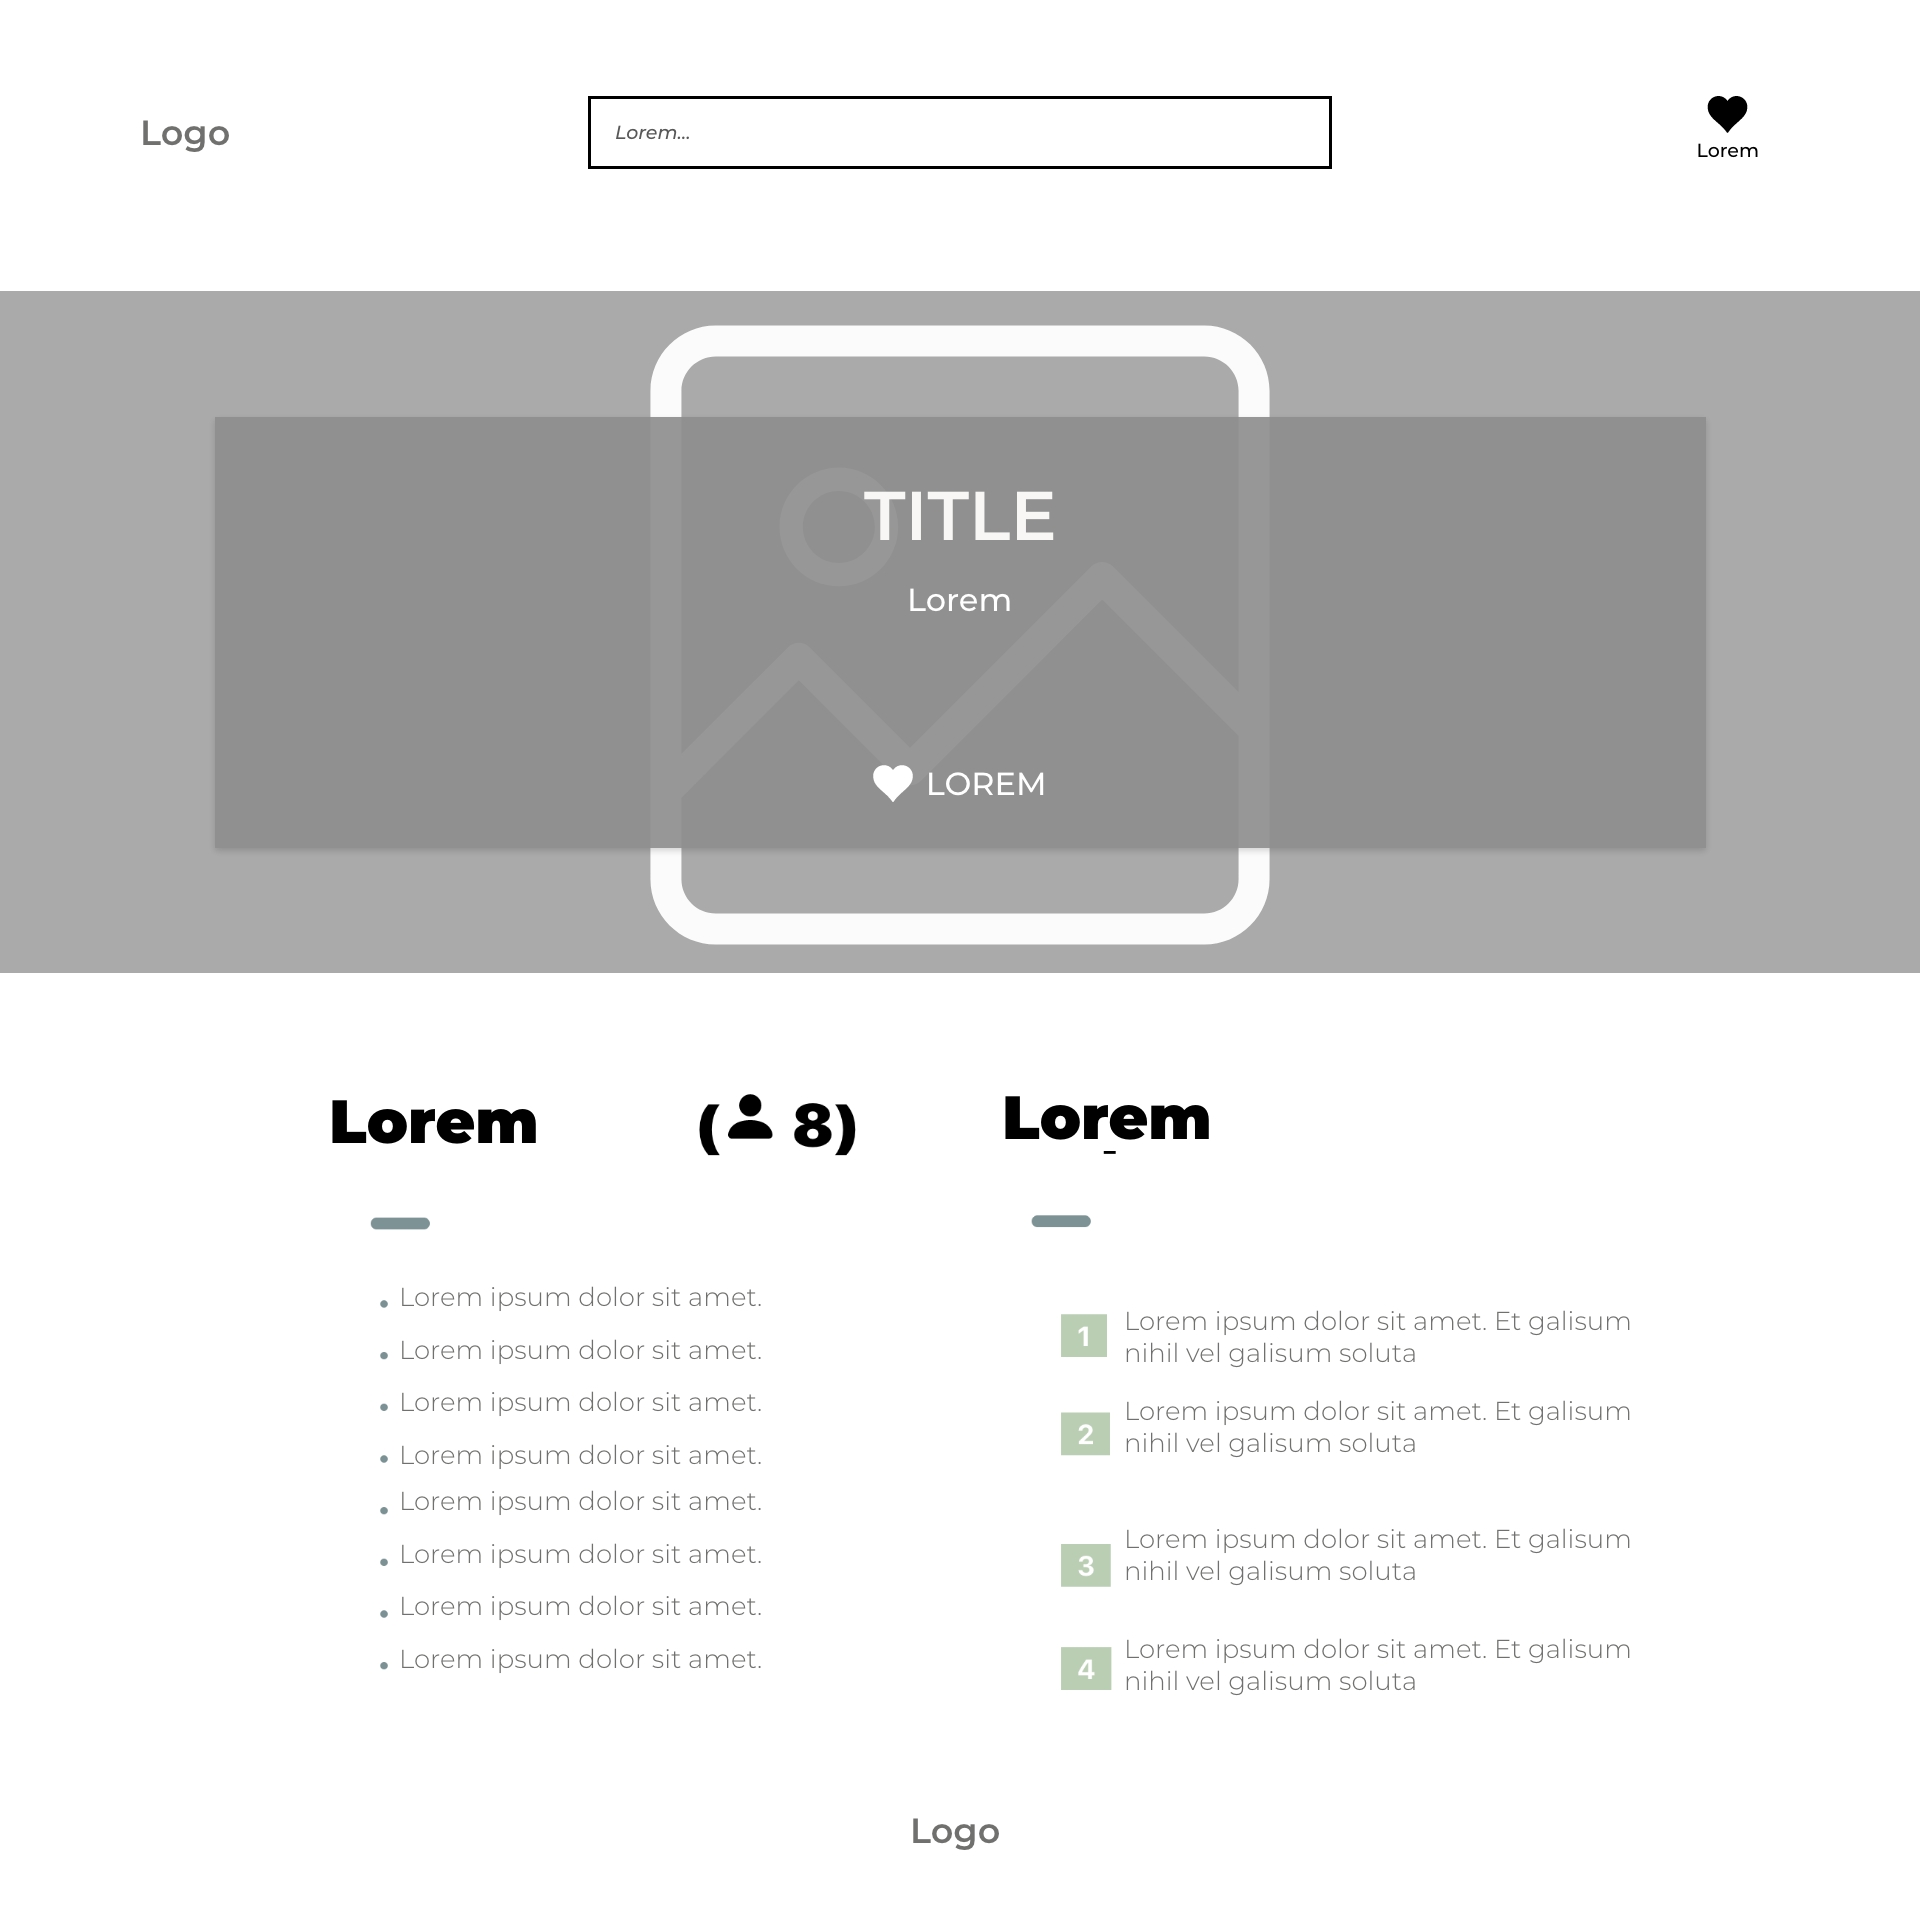 Logo
Lorem...
Lorem
TITLE
Lorem
LOREM
Lorem
( 8)
Lorem ipsum dolor sit amet.
Lorem ipsum dolor sit amet.
Lorem ipsum dolor sit amet.
Lorem ipsum dolor sit amet.
Lorem ipsum dolor sit amet.
Lorem ipsum dolor sit amet.
Lorem ipsum dolor sit amet.
Lorem ipsum dolor sit amet.
Lorem
1 Lorem ipsum dolor sit amet. Et galisum
nihil vel galisum soluta
2 Lorem ipsum dolor sit amet. Et galisum
nihil vel galisum soluta
3 Lorem ipsum dolor sit amet. Et galisum
nihil vel galisum soluta
4 Lorem ipsum dolor sit amet. Et galisum
nihil vel galisum soluta
Logo